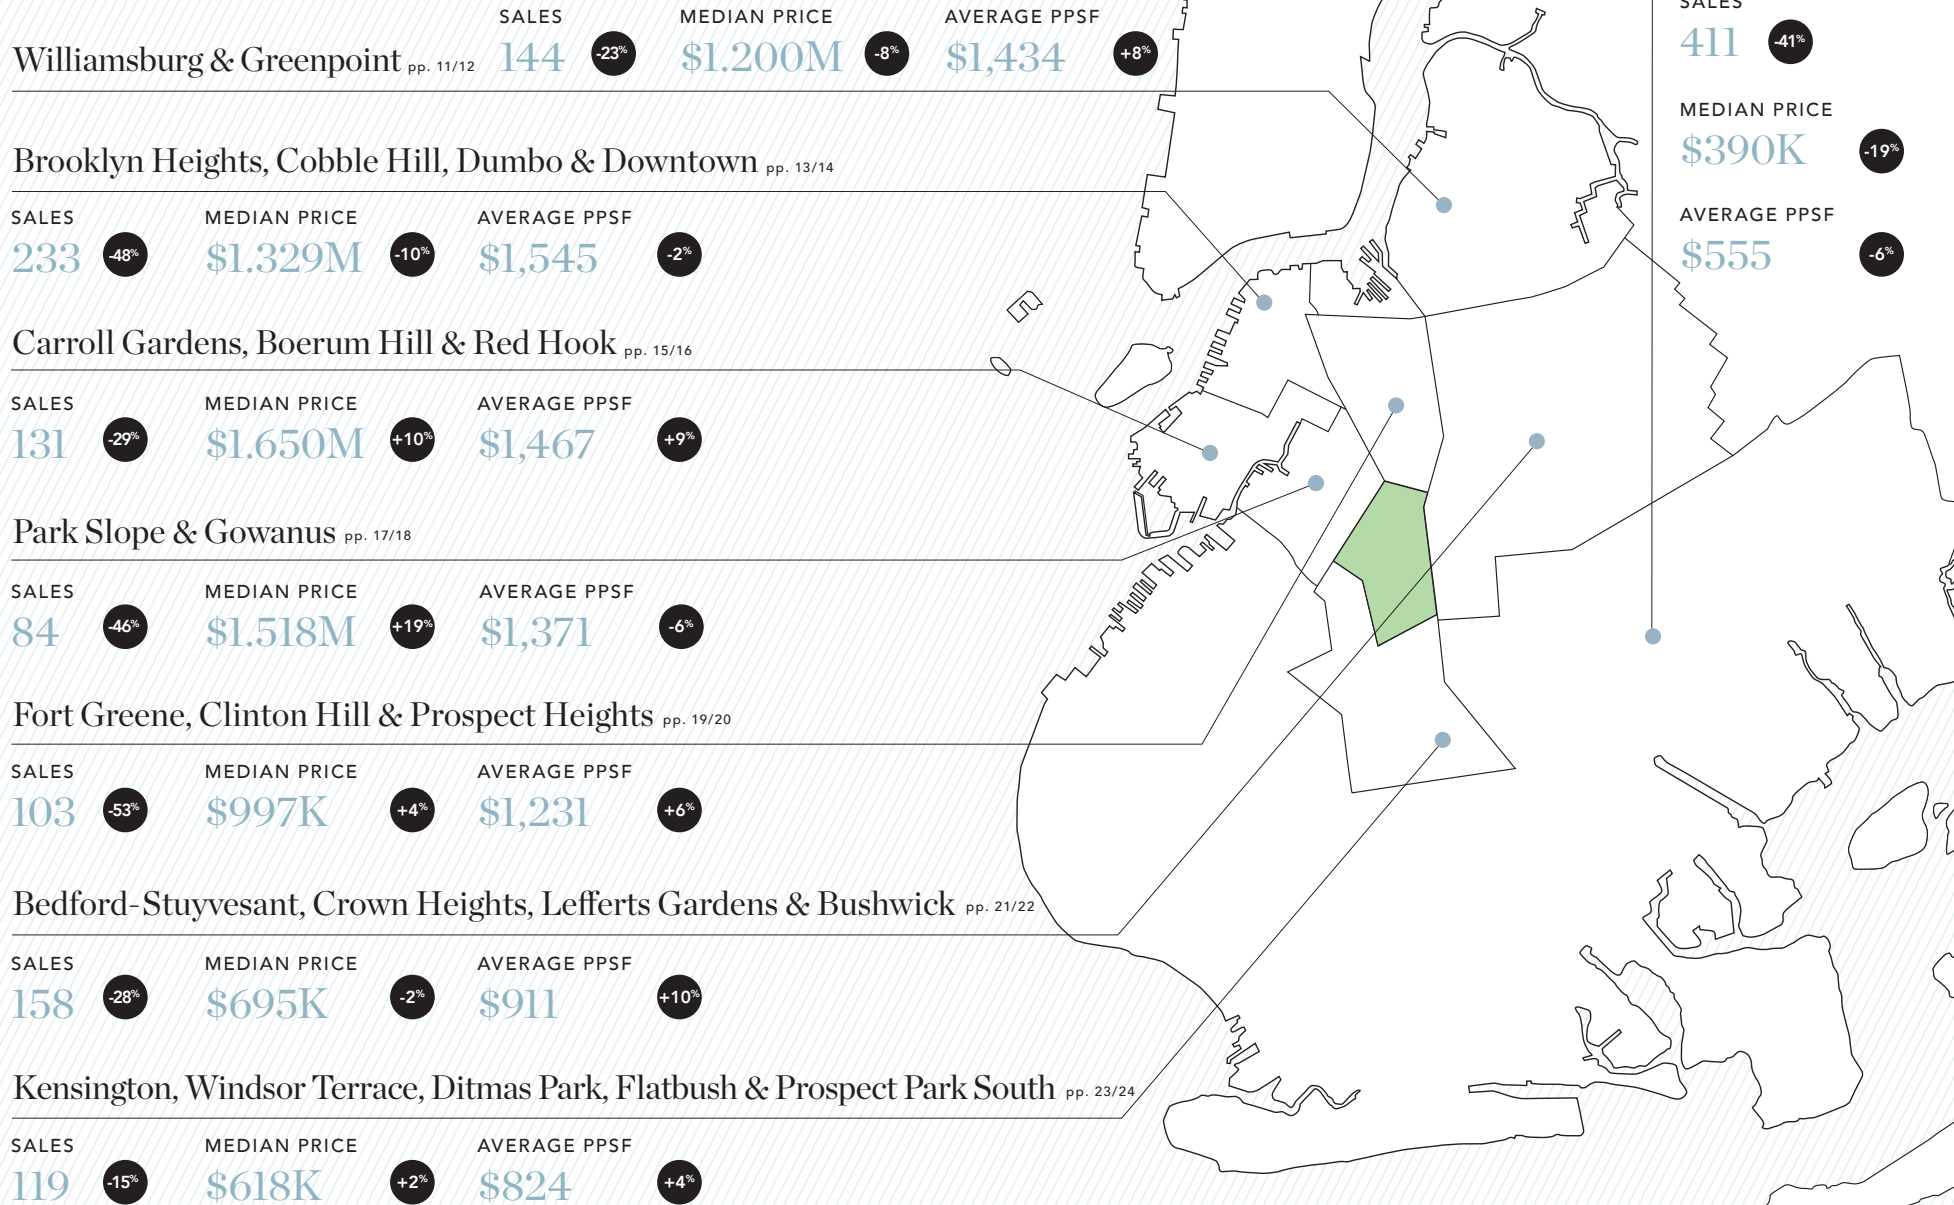 SALES MEDIAN PRICE AVERAGE PPSF
Williamsburg & Greenpoint pp. 11/12 144 -23% $1.200M -8% $1,434 +8%
Brooklyn Heights, Cobble Hill, Dumbo & Downtown pp. 13/14
SALES MEDIAN PRICE AVERAGE PPSF
233 -48% $1.329M -10% $1,545 -2%
Carroll Gardens, Boerum Hill & Red Hook pp. 15/16
SALES MEDIAN PRICE AVERAGE PPSF
131 -29% $1.650M +10% $1,467 +9%
Park Slope & Gowanus pp. 17/18
SALES MEDIAN PRICE AVERAGE PPSF
84 -46% $1.518M +19% $1,371 -6%
Fort Greene, Clinton Hill & Prospect Heights pp. 19/20
SALES MEDIAN PRICE AVERAGE PPSF
103 -53% $997K +4% $1,231 +6%
Bedford-Stuyvesant, Crown Heights, Lefferts Gardens & Bushwick pp. 21/22
SALES MEDIAN PRICE AVERAGE PPSF
158 -28% $695K -2% $911 +10%
Kensington, Windsor Terrace, Ditmas Park, Flatbush & Prospect Park South pp. 23/24
SALES MEDIAN PRICE AVERAGE PPSF
119 -15% $618K +2% $824 +4%
SALES
411 -41%
MEDIAN PRICE
$390K -19%
AVERAGE PPSF
$555 -6%